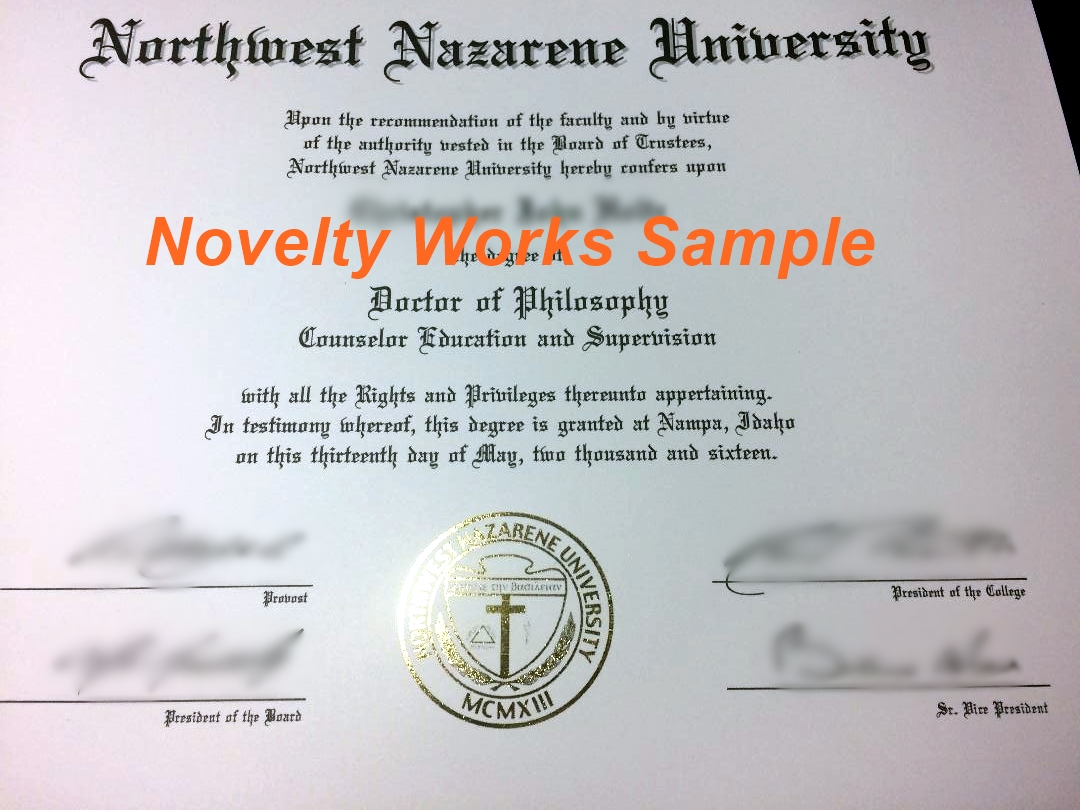 Northwest Nazarene University
Upon the recommendation of the faculty and by virtue
of the authority vested in the Board of Trustees,
Northwest Nazarene University hereby confers upon
Novelty Works Sample
the degree of
Doctor of Philosophy
Counselor Education and Supervision
with all the Rights and Privileges thereunto appertaining.
In testimony whereof, this degree is granted at Nampa, Idaho
on this thirteenth day of May, two thousand and sixteen.
Provost
President of the College
President of the Board
Sr. Vice President
NORTHWEST NAZARENE UNIVERSITY
MCMXIII